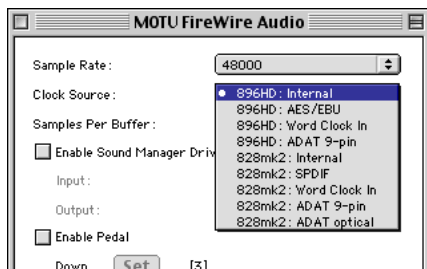 MOTU FireWire Audio
Sample Rate: 48000
Clock Source: 896HD: Internal
896HD: AES/EBU
Samples Per Buffer: 896HD: Word Clock In
896HD: ADAT 9-pin
Enable Sound Manager Driv 828mk2: Internal
828mk2: SPDIF
Input: 828mk2: Word Clock In
828mk2: ADAT 9-pin
Output: 828mk2: ADAT optical
Enable Pedal
Down Set [3]